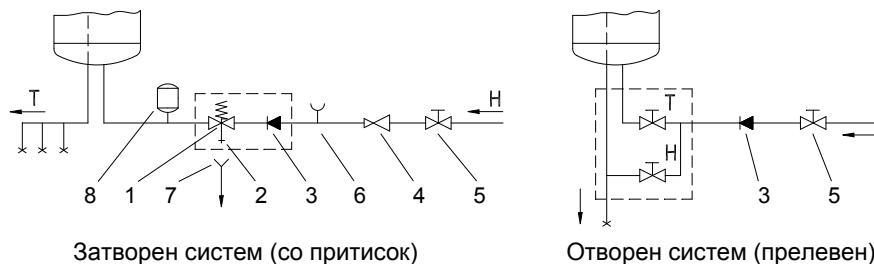 T H T
H
8 1 7 2 3 6 4 5 3 5
Затворен систем (со притисок) Отворен систем (прелевен)